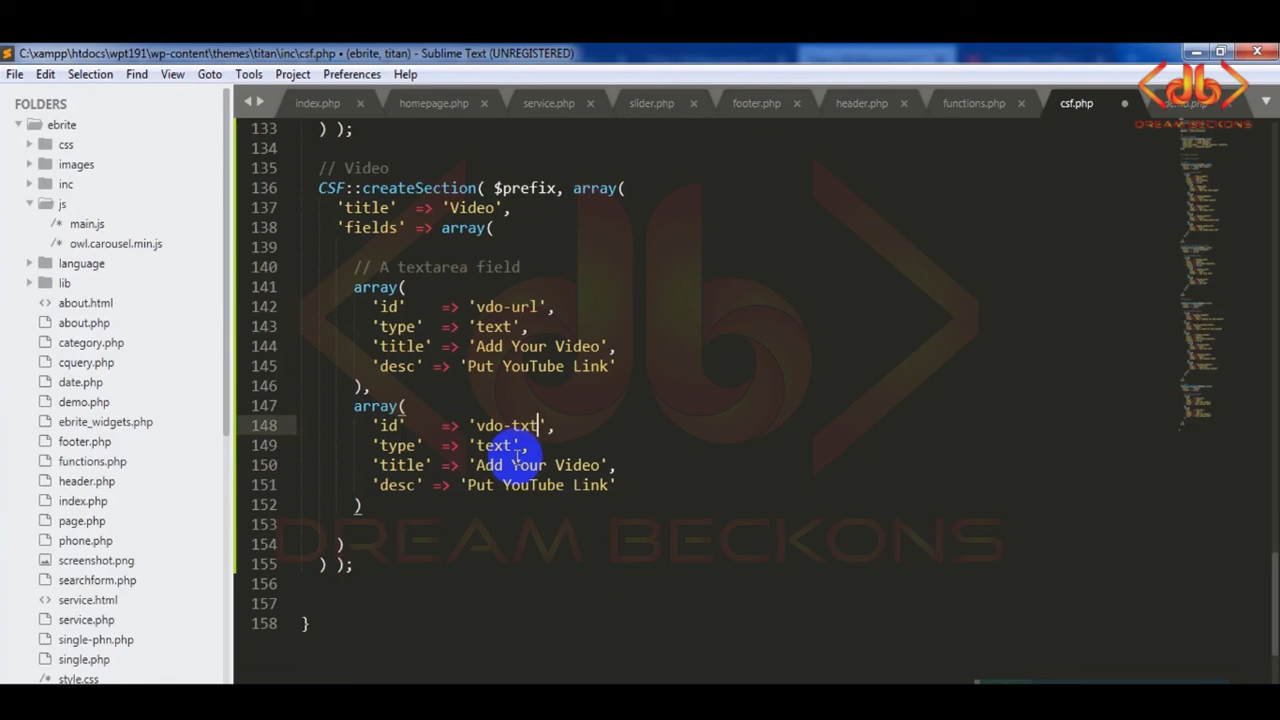 C:\xampp\htdocs\wpt191\wp-content\themes\titan\inc\csf.php • (ebrite, titan) - Sublime Text (UNREGISTERED)
File Edit Selection Find View Goto Tools Project Preferences Help
FOLDERS
ebrite
css
images
inc
js
main.js
owl.carousel.min.js
language
lib
about.html
about.php
category.php
cquery.php
date.php
demo.php
ebrite_widgets.php
footer.php
functions.php
header.php
index.php
page.php
phone.php
screenshot.png
searchform.php
service.html
service.php
single-phn.php
single.php
style.css
index.php homepage.php service.php slider.php footer.php header.php functions.php csf.php demo.php
db
DREAM BECKONS
133 ) );
134
135 // Video
136 CSF::createSection( $prefix, array(
137 'title' => 'Video',
138 'fields' => array(
139
140 // A textarea field
141 array(
142 'id' => 'vdo-url',
143 'type' => 'text',
144 'title' => 'Add Your Video',
145 'desc' => 'Put YouTube Link'
146 ),
147 array(
148 'id' => 'vdo-txt',
149 'type' => 'text',
150 'title' => 'Add Your Video',
151 'desc' => 'Put YouTube Link'
152 )
153
154 )
155 ) );
156
157
158 }
db
DREAM BECKONS